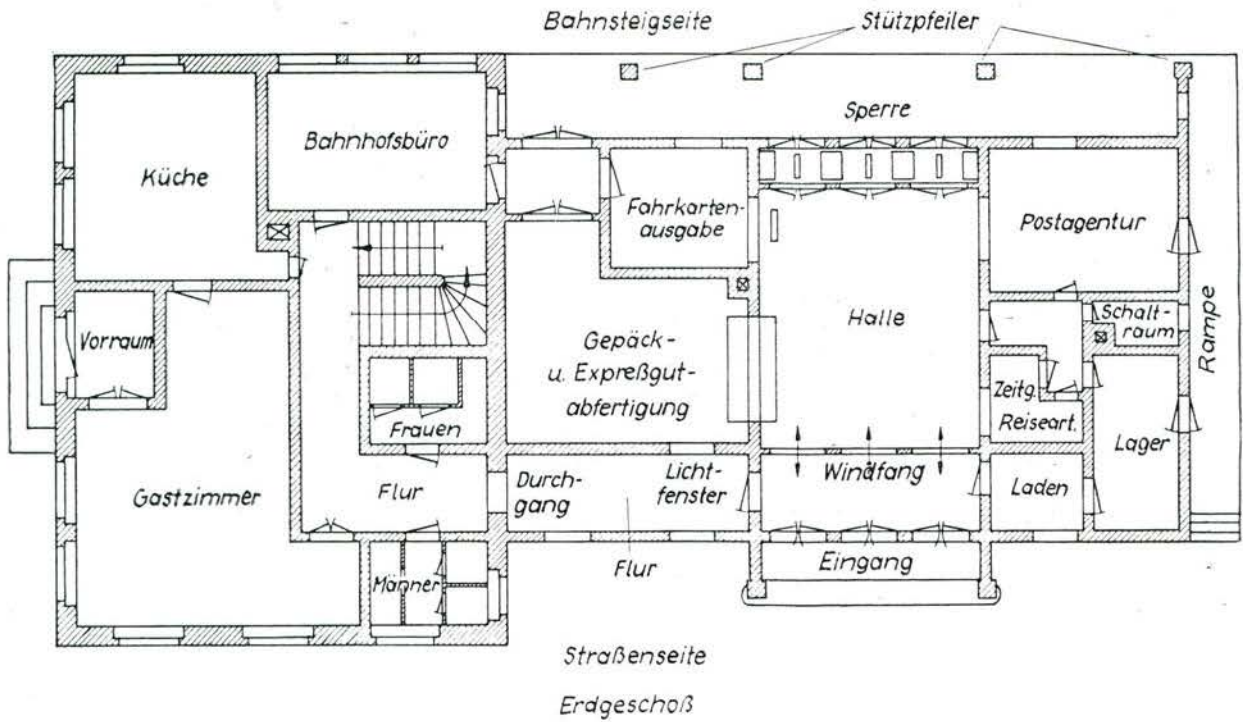 Bahnsteigseite
Stützpfeiler
Sperre
Bahnhofsbüro
Küche
Fahrkarten-
ausgabe
Postagentur
Halle
Schalt-
raum
Rampe
Vorraum
Gepäck-
u. Expreßgut-
abfertigung
Zeitg.
Reiseart.
Frauen
Lager
Gastzimmer
Flur
Durch-
gang
Licht-
fenster
Windfang
Laden
Männer
Flur
Eingang
Straßenseite
Erdgeschoß